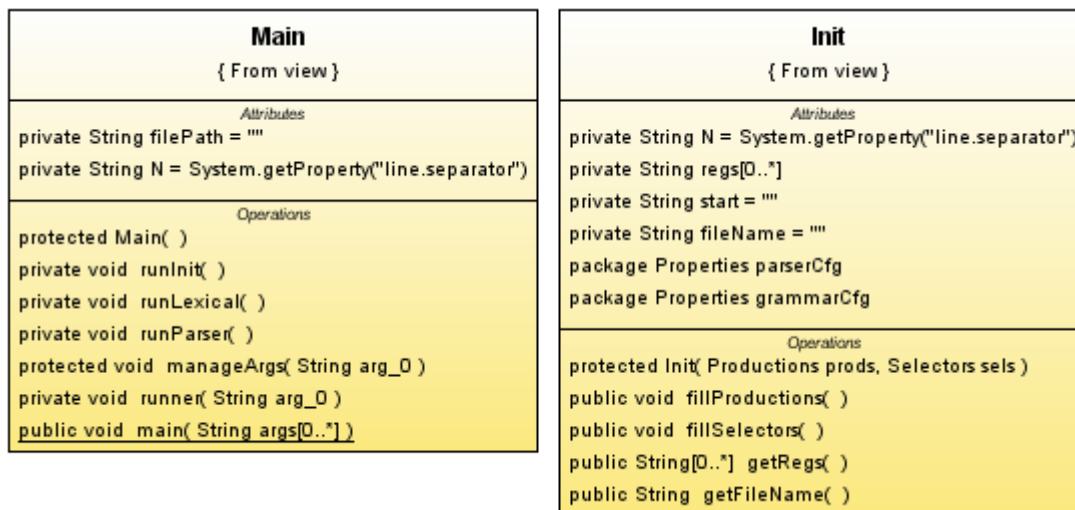 Main
{ From view }
Attributes
private String filePath = ""
private String N = System.getProperty("line.separator")
Operations
protected Main( )
private void runInit( )
private void runLexical( )
private void runParser( )
protected void manageArgs( String arg_0 )
private void runner( String arg_0 )
public void main( String args[0..*] )
Init
{ From view }
Attributes
private String N = System.getProperty("line.separator")
private String regs[0..*]
private String start = ""
private String fileName = ""
package Properties parserCfg
package Properties grammarCfg
Operations
protected Init( Productions prods, Selectors sels )
public void fillProductions( )
public void fillSelectors( )
public String[0..*] getRegs( )
public String getFileName( )